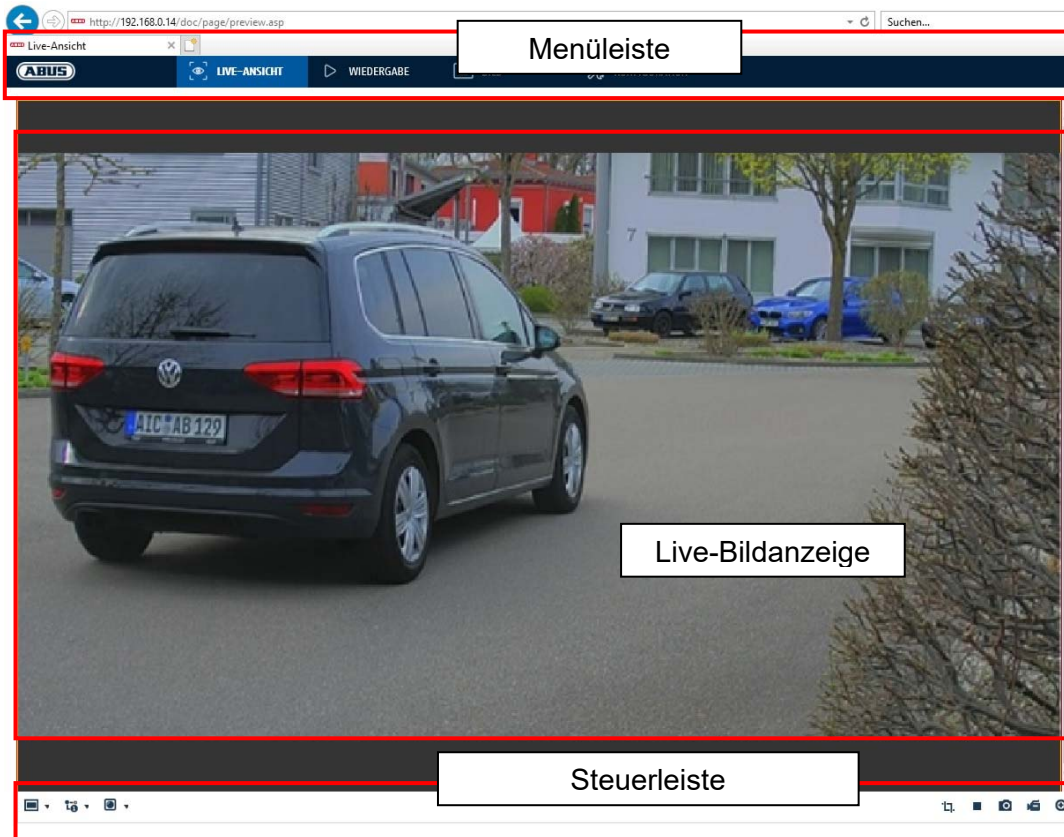 http://192.168.0.14/doc/page/preview.asp
Suchen...
Live-Ansicht
Menüleiste
ABUS
LIVE-ANSICHT
WIEDERGABE
7
AIC AB 129
Live-Bildanzeige
Steuerleiste